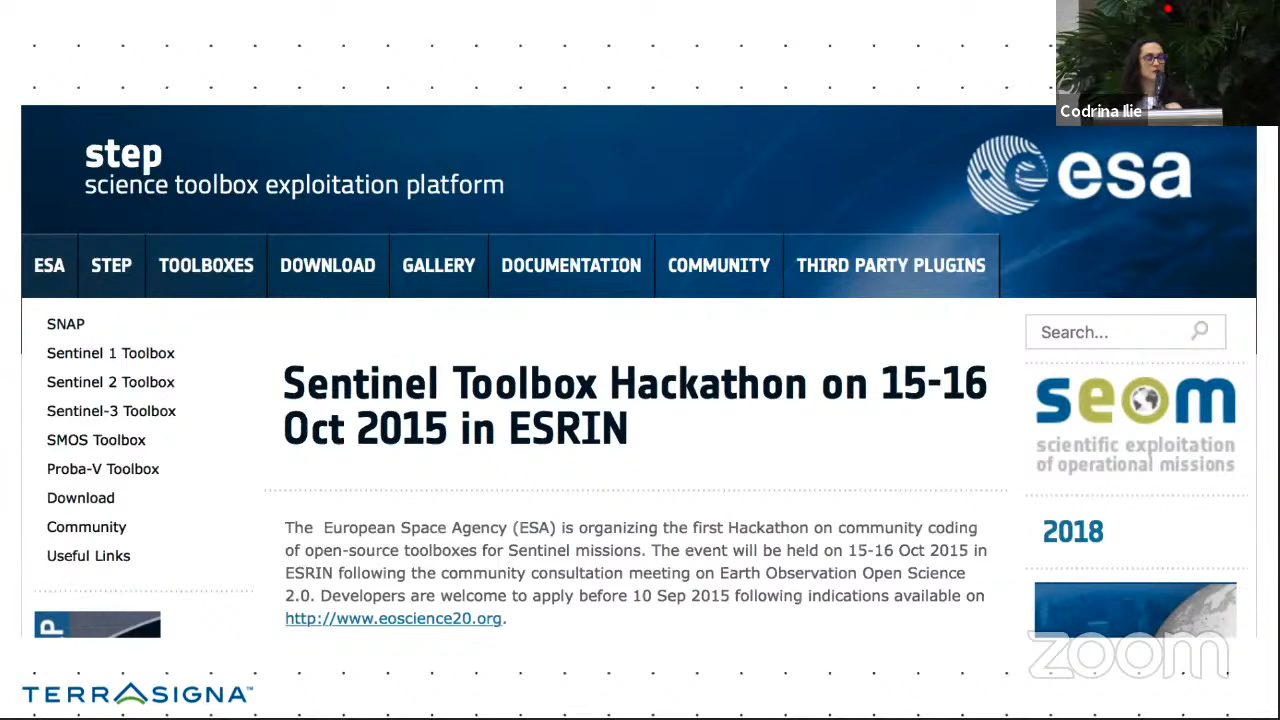 Codrina Ilie
step
science toolbox exploitation platform
esa
ESA STEP TOOLBOXES DOWNLOAD GALLERY DOCUMENTATION COMMUNITY THIRD PARTY PLUGINS
SNAP
Sentinel 1 Toolbox
Sentinel 2 Toolbox
Sentinel-3 Toolbox
SMOS Toolbox
Proba-V Toolbox
Download
Community
Useful Links
Sentinel Toolbox Hackathon on 15-16
Oct 2015 in ESRIN
The European Space Agency (ESA) is organizing the first Hackathon on community coding
of open-source toolboxes for Sentinel missions. The event will be held on 15-16 Oct 2015 in
ESRIN following the community consultation meeting on Earth Observation Open Science
2.0. Developers are welcome to apply before 10 Sep 2015 following indications available on
http://www.eoscience20.org.
Search...
seom
scientific exploitation
of operational missions
2018
zoom
TERRASIGNA™